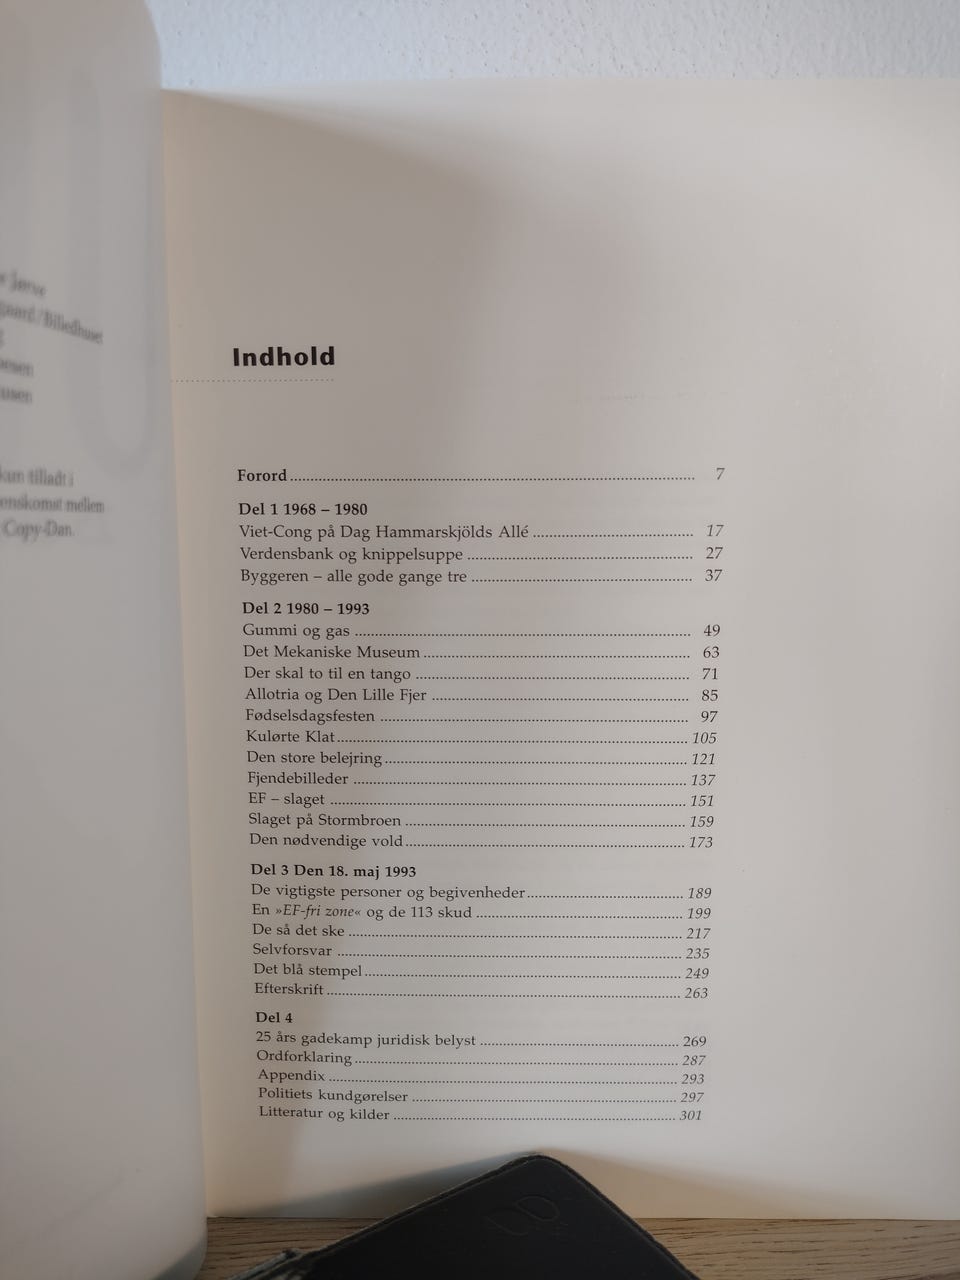 Jerve
/Billedhuset
tilladt i
mellem
Copy-Dan.
Indhold
Forord ........ 7
Del 1 1968 – 1980
Viet-Cong på Dag Hammarskjölds Allé ........ 17
Verdensbank og knippelsuppe ........ 27
Byggeren – alle gode gange tre ........ 37
Del 2 1980 – 1993
Gummi og gas ........ 49
Det Mekaniske Museum ........ 63
Der skal to til en tango ........ 71
Allotria og Den Lille Fjer ........ 85
Fødselsdagsfesten ........ 97
Kulørte Klat ........ 105
Den store belejring ........ 121
Fjendebilleder ........ 137
EF – slaget ........ 151
Slaget på Stormbroen ........ 159
Den nødvendige vold ........ 173
Del 3 Den 18. maj 1993
De vigtigste personer og begivenheder ........ 189
En »EF-fri zone« og de 113 skud ........ 199
De så det ske ........ 217
Selvforsvar ........ 235
Det blå stempel ........ 249
Efterskrift ........ 263
Del 4
25 års gadekamp juridisk belyst ........ 269
Ordforklaring ........ 287
Appendix ........ 293
Politiets kundgørelser ........ 297
Litteratur og kilder ........ 301